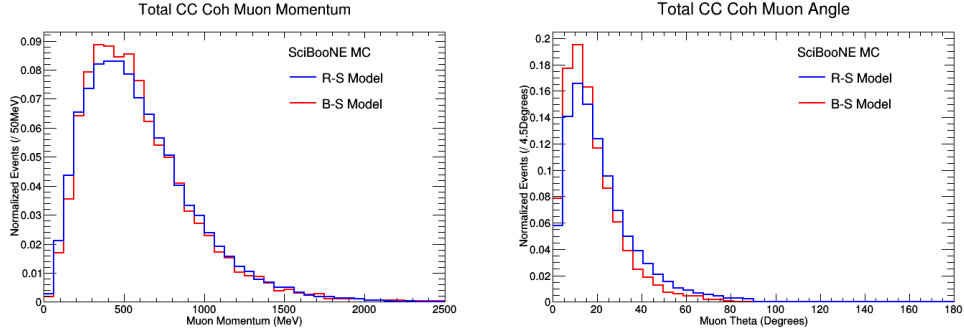 Total CC Coh Muon Momentum
Normalized Events (/ 50MeV)
0.09
0.08
0.07
0.06
0.05
0.04
0.03
0.02
0.01
0
SciBooNE MC
R-S Model
B-S Model
0 500 1000 1500 2000 2500
Muon Momentum (MeV)
Total CC Coh Muon Angle
Normalized Events (/ 4.5Degrees)
0.2
0.18
0.16
0.14
0.12
0.1
0.08
0.06
0.04
0.02
0
SciBooNE MC
R-S Model
B-S Model
0 20 40 60 80 100 120 140 160 180
Muon Theta (Degrees)